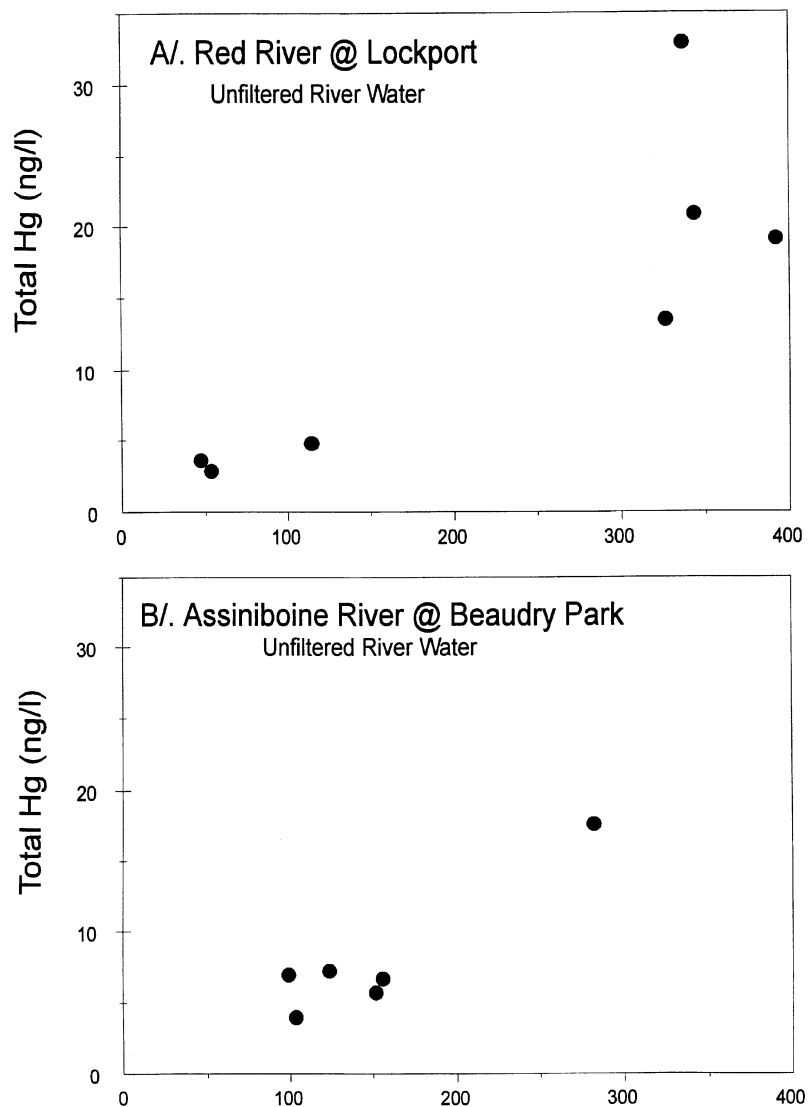 A/. Red River @ Lockport
Unfiltered River Water
Total Hg (ng/l)
30
20
10
0
0 100 200 300 400
B/. Assiniboine River @ Beaudry Park
Unfiltered River Water
Total Hg (ng/l)
30
20
10
0
0 100 200 300 400